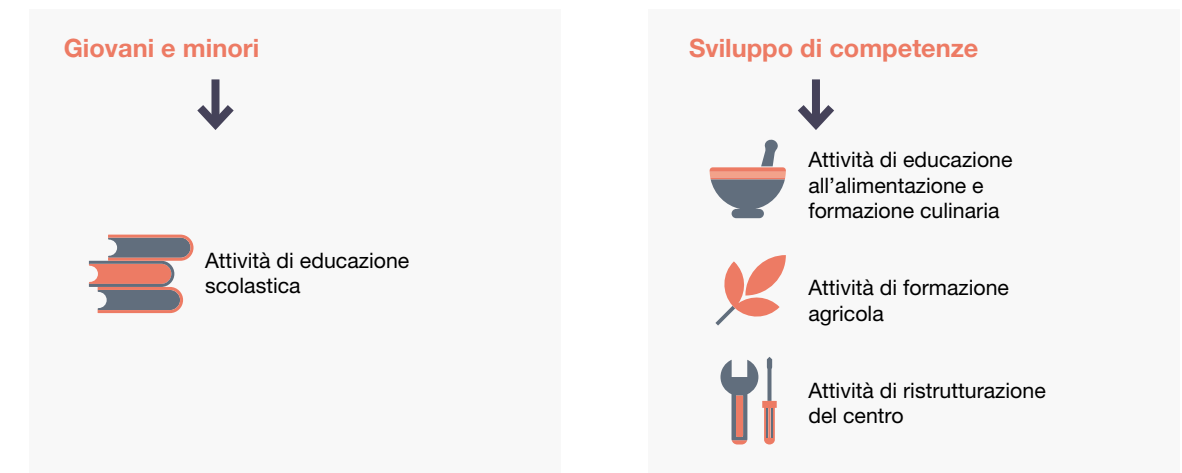 Giovani e minori
Attività di educazione
scolastica
Sviluppo di competenze
Attività di educazione
all’alimentazione e
formazione culinaria
Attività di formazione
agricola
Attività di ristrutturazione
del centro